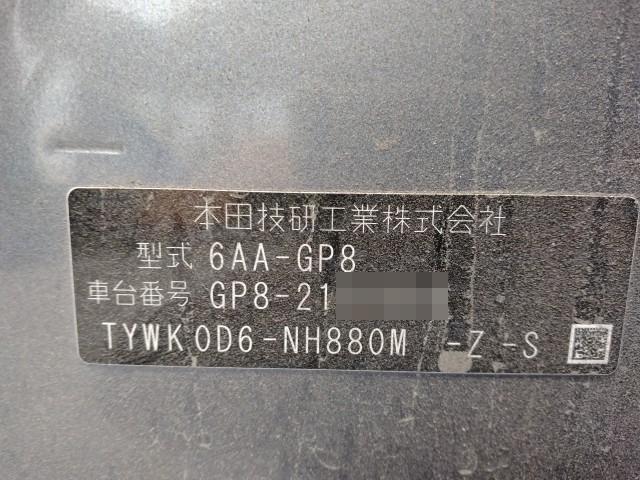 本田技研工業株式会社
型式 6AA-GP8
車台番号 GP8-21
TYWK0D6-NH880M -Z -S